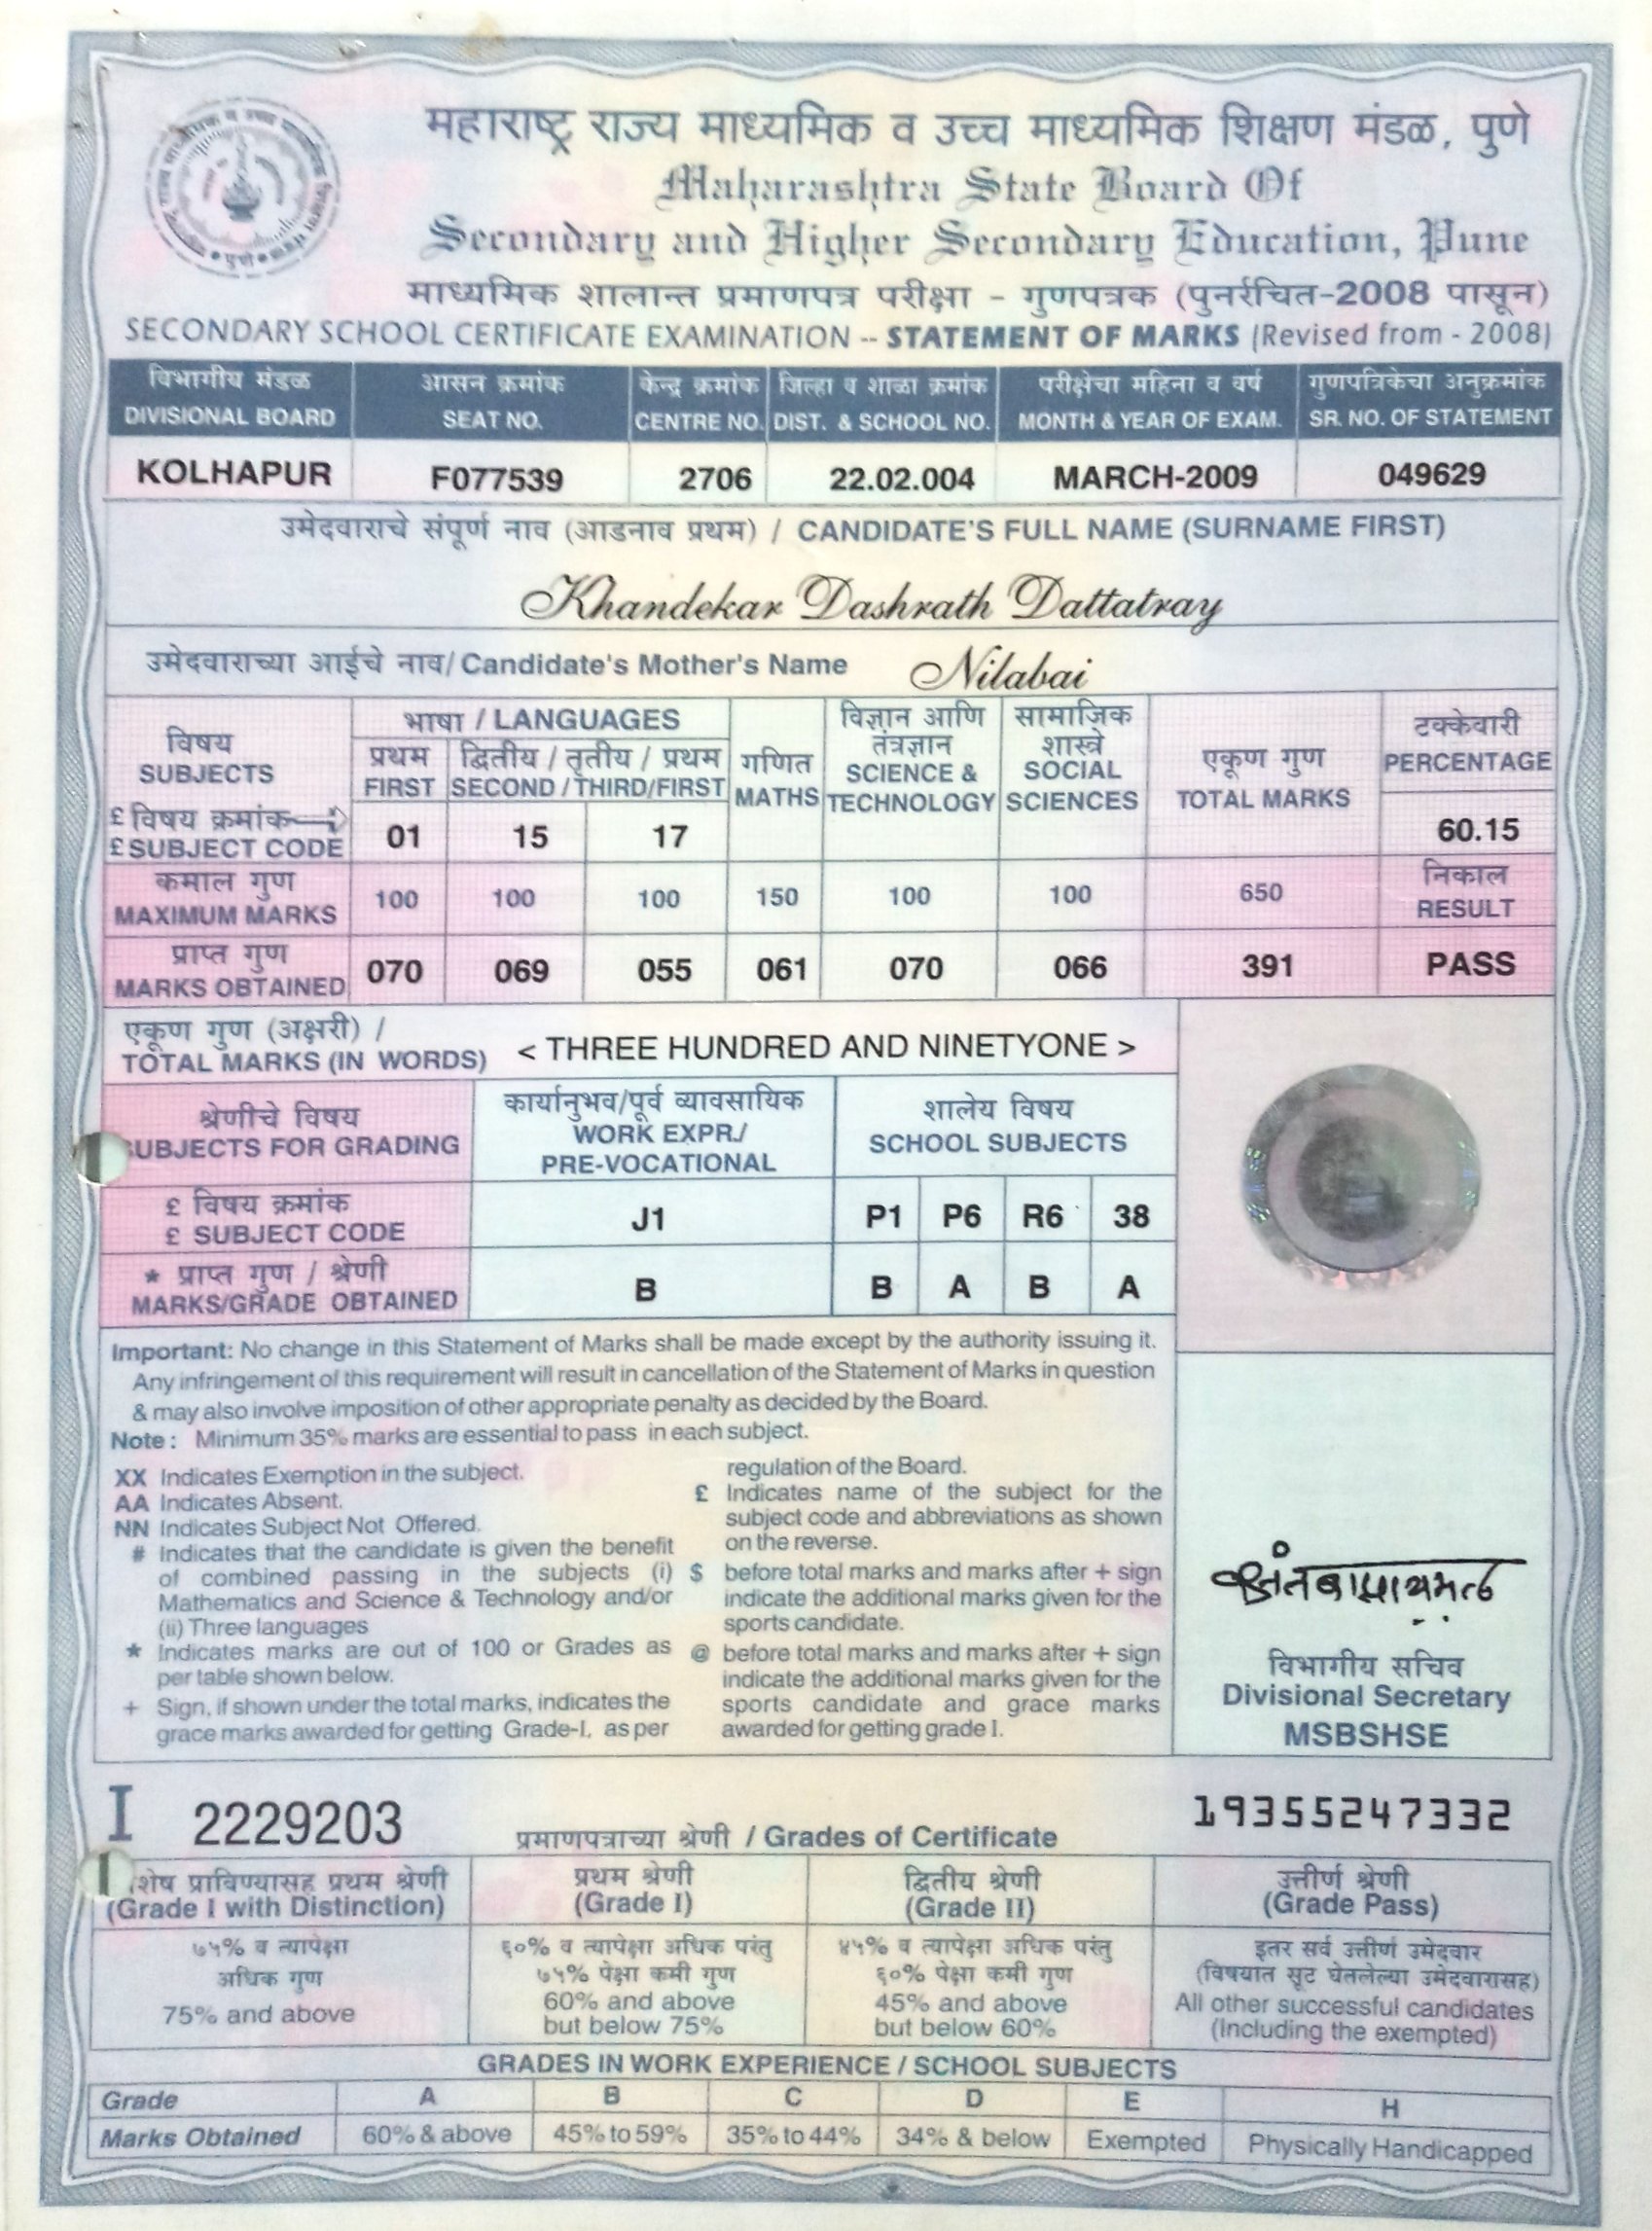 महाराष्ट्र राज्य माध्यमिक व उच्च माध्यमिक शिक्षण मंडळ, पुणे
Maharashtra State Board Of
Secondary and Higher Secondary Education, Pune
माध्यमिक शालान्त प्रमाणपत्र परीक्षा - गुणपत्रक (पुनर्रचित-2008 पासून)
SECONDARY SCHOOL CERTIFICATE EXAMINATION -- STATEMENT OF MARKS (Revised from - 2008)
विभागीय मंडळ आसन क्रमांक केन्द्र क्रमांक जिल्हा व शाळा क्रमांक परीक्षेचा महिना व वर्ष गुणपत्रिकेचा अनुक्रमांक
DIVISIONAL BOARD SEAT NO. CENTRE NO. DIST. & SCHOOL NO. MONTH & YEAR OF EXAM. SR. NO. OF STATEMENT
KOLHAPUR F077539 2706 22.02.004 MARCH-2009 049629
उमेदवाराचे संपूर्ण नाव (आडनाव प्रथम) / CANDIDATE'S FULL NAME (SURNAME FIRST)
Khandekar Dashrath Dattatray
उमेदवाराच्या आईचे नाव/ Candidate's Mother's Name Nilabai
विषय
SUBJECTS
भाषा / LANGUAGES
प्रथम द्वितीय / तृतीय / प्रथम
FIRST SECOND / THIRD/FIRST
गणित
MATHS
विज्ञान आणि
तंत्रज्ञान
SCIENCE &
TECHNOLOGY
सामाजिक
शास्त्रे
SOCIAL
SCIENCES
एकूण गुण
TOTAL MARKS
टक्केवारी
PERCENTAGE
£ विषय क्रमांक
£ SUBJECT CODE
01 15 17 60.15
कमाल गुण
MAXIMUM MARKS
100 100 100 150 100 100 650
निकाल
RESULT
प्राप्त गुण
MARKS OBTAINED
070 069 055 061 070 066 391 PASS
एकूण गुण (अक्षरी) /
TOTAL MARKS (IN WORDS) < THREE HUNDRED AND NINETYONE >
श्रेणीचे विषय
UBJECTS FOR GRADING
कार्यानुभव/पूर्व व्यावसायिक
WORK EXPR./
PRE-VOCATIONAL
शालेय विषय
SCHOOL SUBJECTS
£ विषय क्रमांक
£ SUBJECT CODE
J1 P1 P6 R6 38
* प्राप्त गुण / श्रेणी
MARKS/GRADE OBTAINED
B B A B A
Important: No change in this Statement of Marks shall be made except by the authority issuing it.
Any infringement of this requirement will result in cancellation of the Statement of Marks in question
& may also involve imposition of other appropriate penalty as decided by the Board.
Note : Minimum 35% marks are essential to pass in each subject.
XX Indicates Exemption in the subject.
AA Indicates Absent.
NN Indicates Subject Not Offered.
# Indicates that the candidate is given the benefit
of combined passing in the subjects (i)
Mathematics and Science & Technology and/or
(ii) Three languages
* Indicates marks are out of 100 or Grades as
per table shown below.
+ Sign, if shown under the total marks, indicates the
grace marks awarded for getting Grade-I, as per
regulation of the Board.
£ Indicates name of the subject for the
subject code and abbreviations as shown
on the reverse.
$ before total marks and marks after + sign
indicate the additional marks given for the
sports candidate.
@ before total marks and marks after + sign
indicate the additional marks given for the
sports candidate and grace marks
awarded for getting grade I.
विभागीय सचिव
Divisional Secretary
MSBSHSE
I 2229203
19355247332
प्रमाणपत्राच्या श्रेणी / Grades of Certificate
शेष प्राविण्यासह प्रथम श्रेणी
(Grade I with Distinction)
प्रथम श्रेणी
(Grade I)
द्वितीय श्रेणी
(Grade II)
उत्तीर्ण श्रेणी
(Grade Pass)
७५% व त्यापेक्षा
अधिक गुण
75% and above
६०% व त्यापेक्षा अधिक परंतु
७५% पेक्षा कमी गुण
60% and above
but below 75%
४५% व त्यापेक्षा अधिक परंतु
६०% पेक्षा कमी गुण
45% and above
but below 60%
इतर सर्व उत्तीर्ण उमेदवार
(विषयात सूट घेतलेल्या उमेदवारासह)
All other successful candidates
(Including the exempted)
GRADES IN WORK EXPERIENCE / SCHOOL SUBJECTS
Grade A B C D E H
Marks Obtained 60% & above 45% to 59% 35% to 44% 34% & below Exempted Physically Handicapped